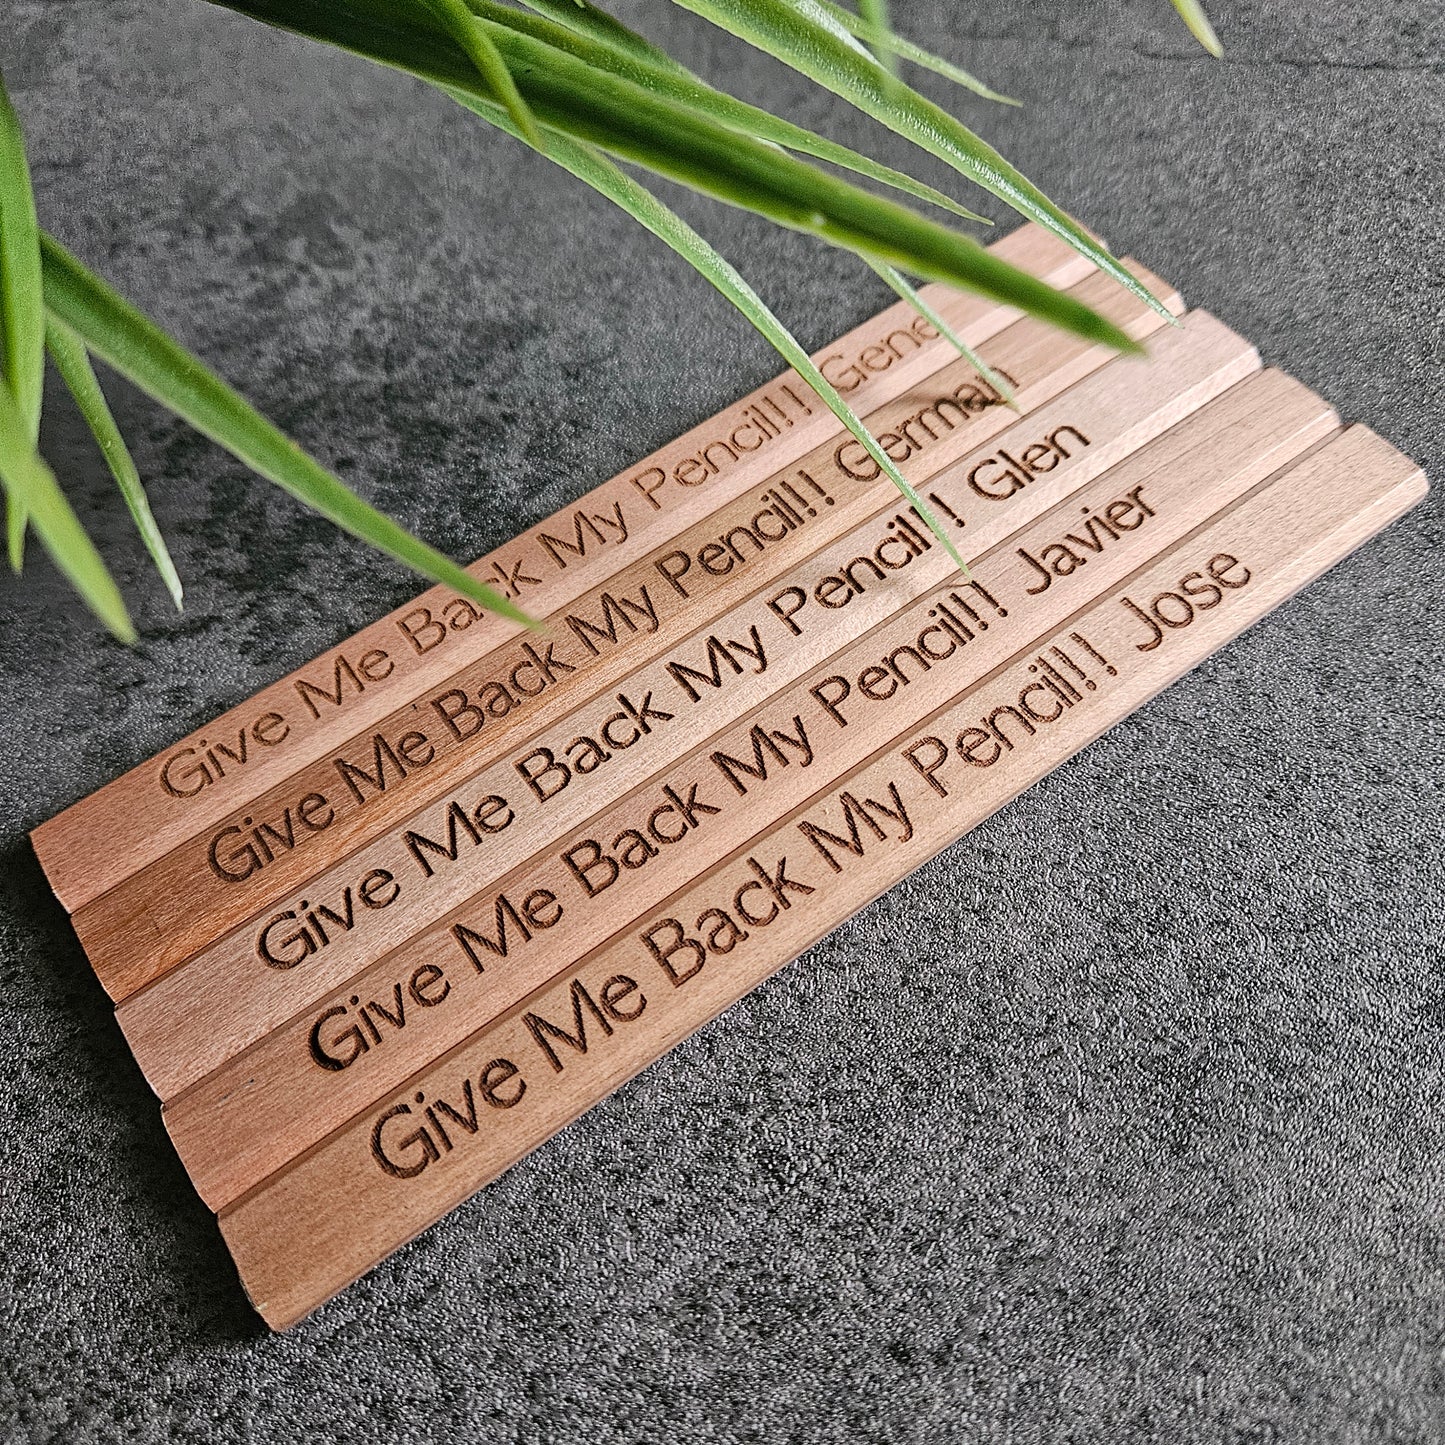 Give Me Back My Pencil!!! Gene
Give Me Back My Pencil!!! German
Give Me Back My Pencil!!! Glen
Give Me Back My Pencil!!! Javier
Give Me Back My Pencil!!! Jose